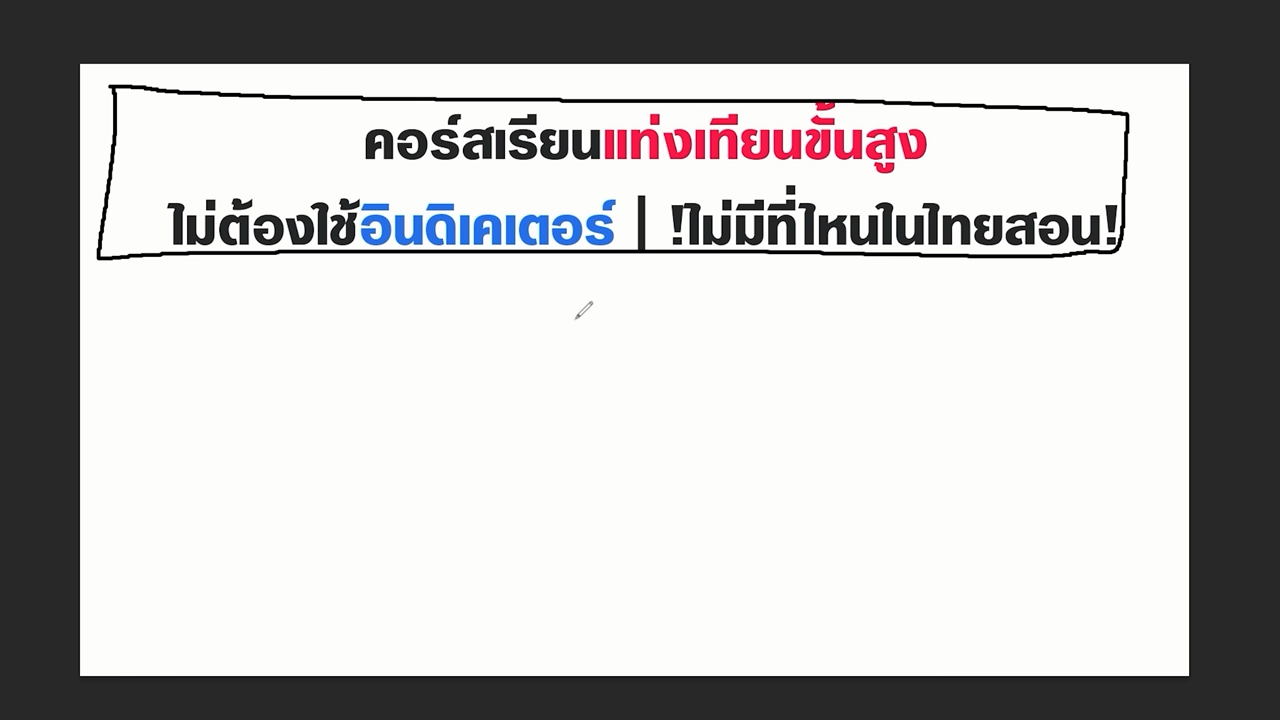 คอร์สเรียนแท่งเทียนขั้นสูง
ไม่ต้องใช้อินดิเคเตอร์ | !ไม่มีที่ไหนในไทยสอน!